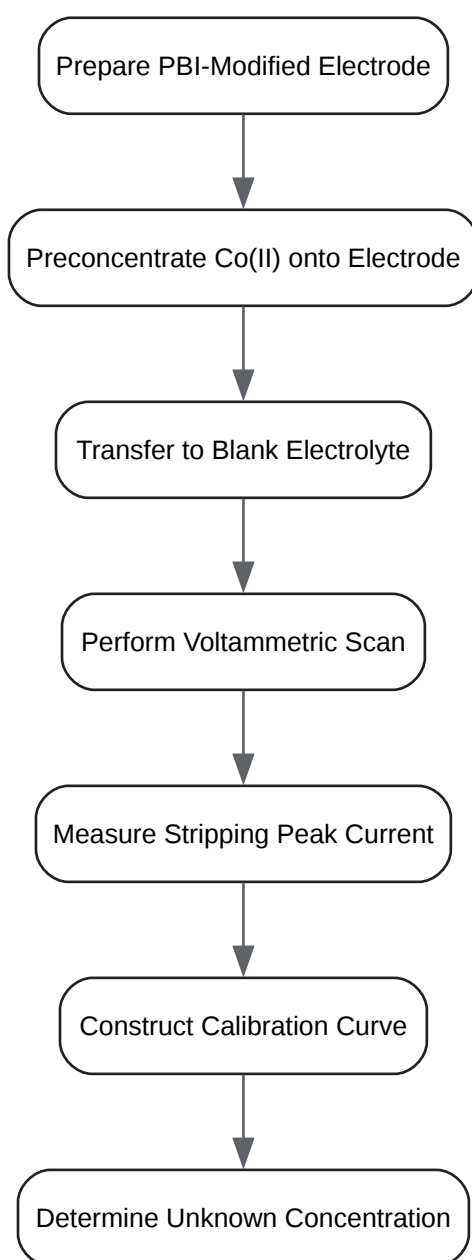 Prepare PBI-Modified Electrode
Preconcentrate Co(II) onto Electrode
Transfer to Blank Electrolyte
Perform Voltammetric Scan
Measure Stripping Peak Current
Construct Calibration Curve
Determine Unknown Concentration